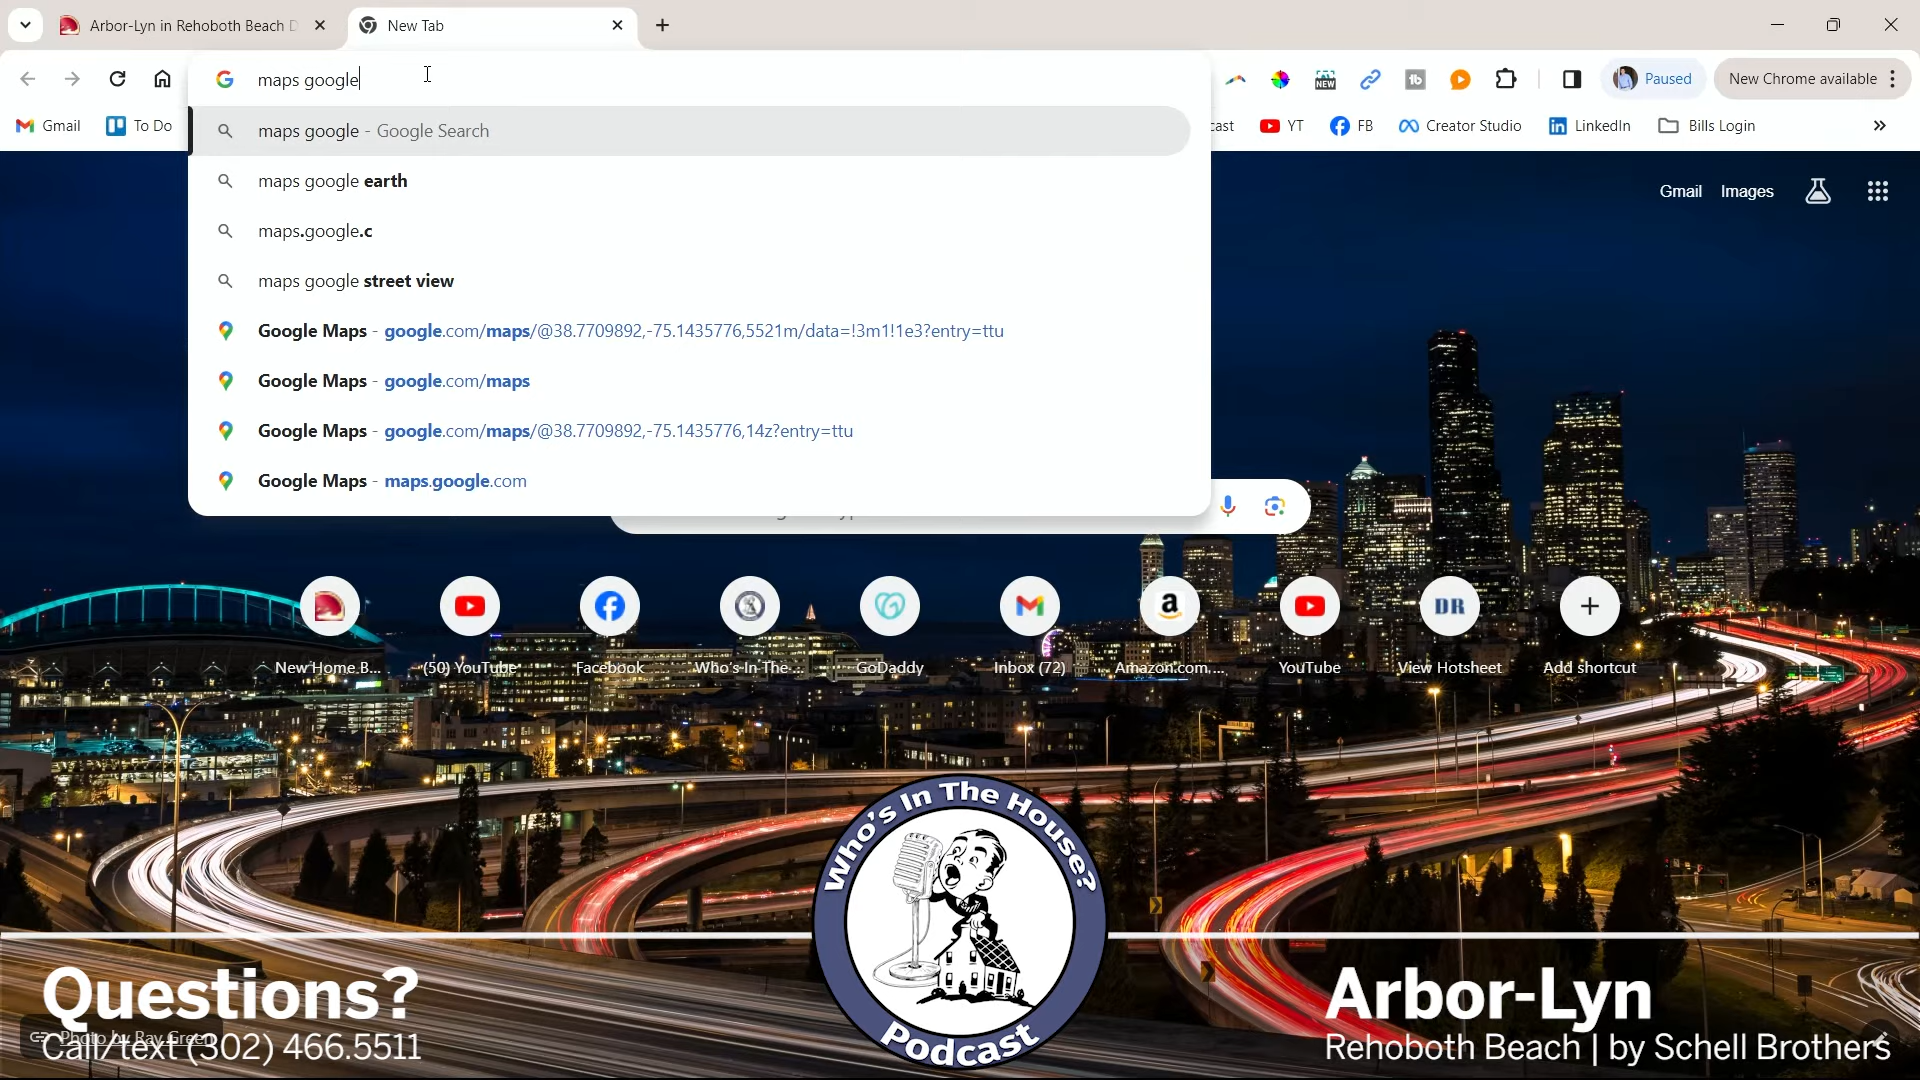 Arbor-Lyn in Rehoboth Beach D
New Tab
maps google
Paused
New Chrome available
Gmail
To Do
cast
YT
FB
Creator Studio
LinkedIn
Bills Login
maps google - Google Search
maps google earth
maps.google.c
maps google street view
Google Maps - google.com/maps/@38.7709892,-75.1435776,5521m/data=!3m1!1e3?entry=ttu
Google Maps - google.com/maps
Google Maps - google.com/maps/@38.7709892,-75.1435776,14z?entry=ttu
Google Maps - maps.google.com
Gmail
Images
New Home B...
(50) YouTube
Facebook
Who's-In-The-...
GoDaddy
Inbox (72)
Amazon.com...
YouTube
DR
View Hotsheet
Add shortcut
Who's In The House?
Podcast
Questions?
Photo by Ray Green
Call/text (302) 466.5511
Arbor-Lyn
Rehoboth Beach | by Schell Brothers